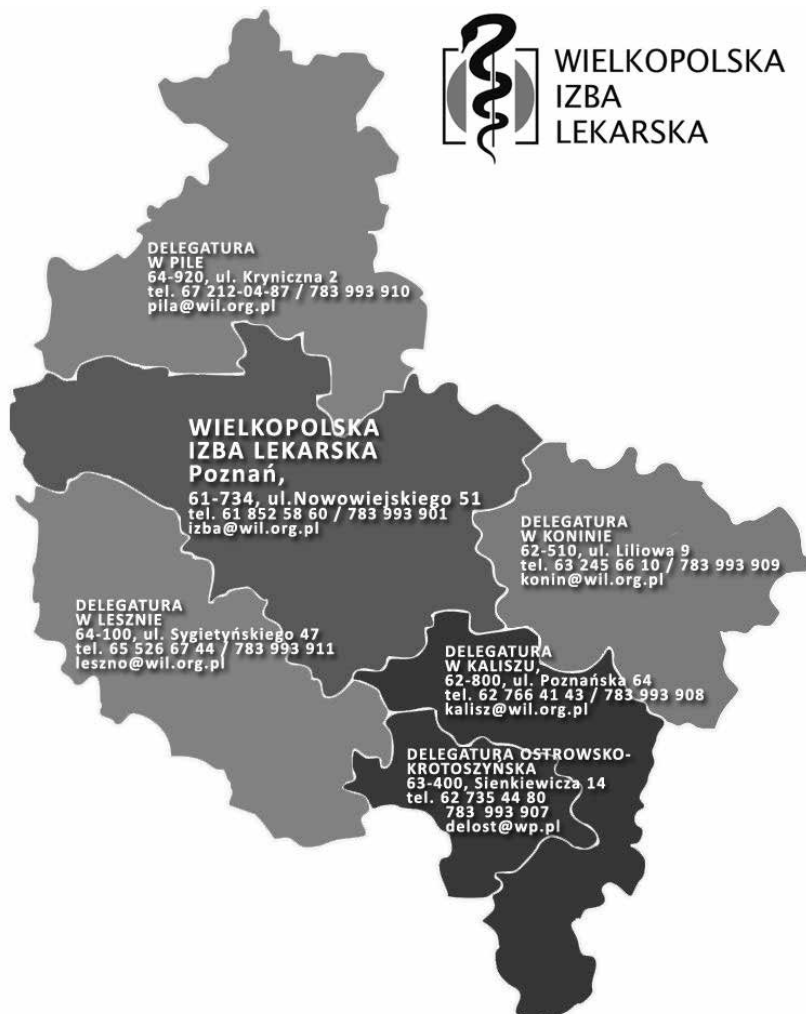 WIELKOPOLSKA
IZBA
LEKARSKA
DELEGATURA
W PILE
64-920, ul. Kryniczna 2
tel. 67 212-04-87 / 783 993 910
pila@wil.org.pl
WIELKOPOLSKA
IZBA LEKARSKA
Poznań,
61-734, ul.Nowowiejskiego 51
tel. 61 852 58 60 / 783 993 901
izba@wil.org.pl
DELEGATURA
W KONINIE
62-510, ul. Liliowa 9
tel. 63 245 66 10 / 783 993 909
konin@wil.org.pl
DELEGATURA
W LESZNIE
64-100, ul. Sygietyńskiego 47
tel. 65 526 67 44 / 783 993 911
leszno@wil.org.pl
DELEGATURA
W KALISZU,
62-800, ul. Poznańska 64
tel. 62 766 41 43 / 783 993 908
kalisz@wil.org.pl
DELEGATURA OSTROWSKO-
KROTOSZYŃSKA
63-400, Sienkiewicza 14
tel. 62 735 44 80
783 993 907
delost@wp.pl